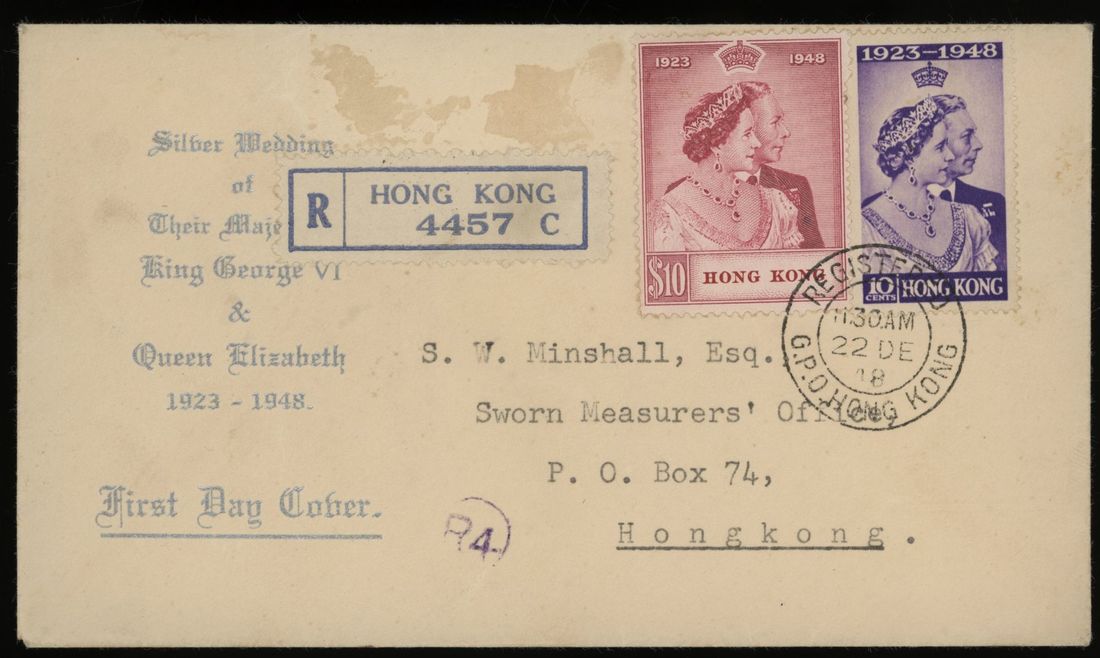 Silver Wedding
of
Their Maje
King George VI
&
Queen Elizabeth
1923 - 1948.
First Day Cover.
R HONG KONG
4457 C
1923 1948
$10 HONG KONG
1923-1948
10 CENTS HONG KONG
REGISTERED
11.30AM
22 DE
48
G.P.O. HONG KONG
S. W. Minshall, Esq.,
Sworn Measurers' Office,
P. O. Box 74,
Hongkong.
R4